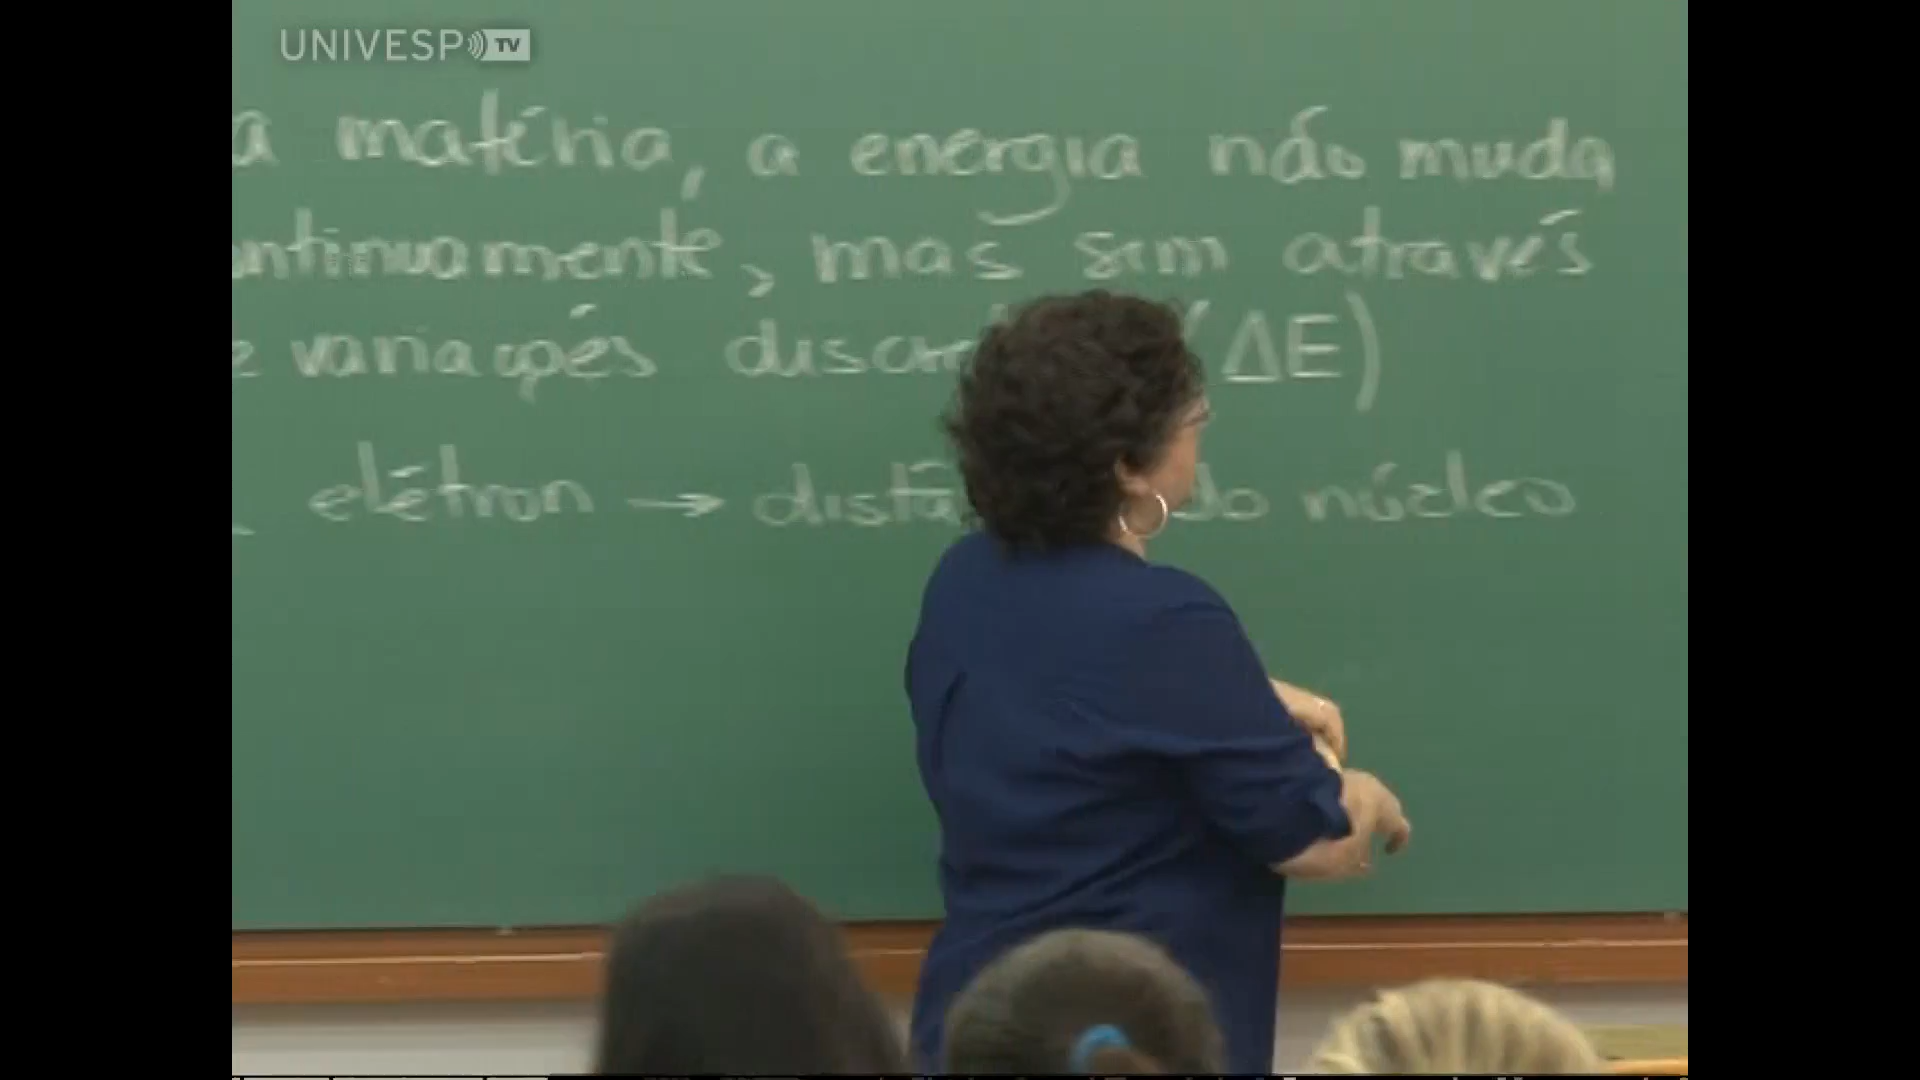 UNIVESP TV
a matéria, a energia não muda
ntinuamente, mas sim através
variações (ΔE)
elétron → do núcleo